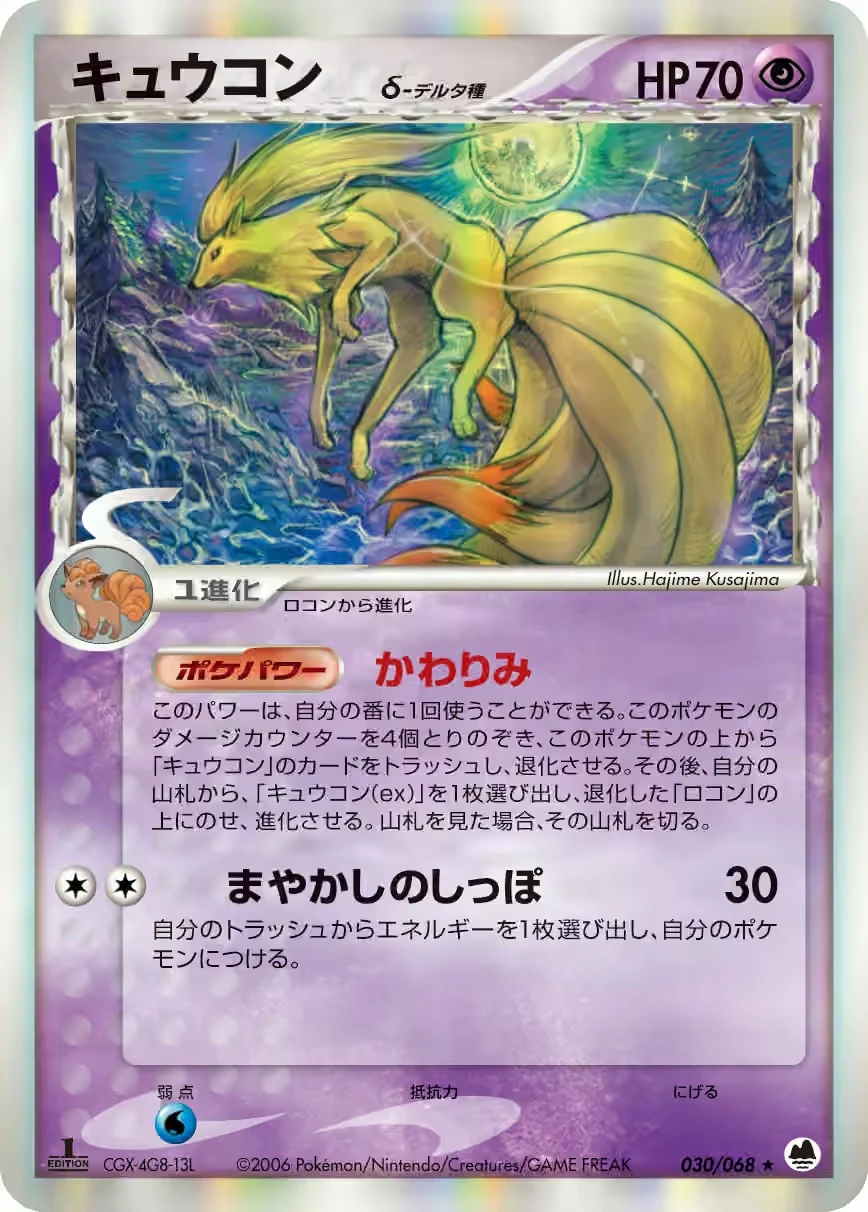 キュウコン δ-デルタ種 HP70
Illus.Hajime Kusajima
1進化
ロコンから進化
ポケパワー かわりみ
このパワーは、自分の番に1回使うことができる。このポケモンの
ダメージカウンターを4個とりのぞき、このポケモンの上から
「キュウコン」のカードをトラッシュし、退化させる。その後、自分の
山札から、「キュウコン(ex)」を1枚選び出し、退化した「ロコン」の
上にのせ、進化させる。山札を見た場合、その山札を切る。
まやかしのしっぽ 30
自分のトラッシュからエネルギーを1枚選び出し、自分のポケ
モンにつける。
弱点 抵抗力 にげる
1 EDITION CGX-4G8-13L ©2006 Pokémon/Nintendo/Creatures/GAME FREAK 030/068 ★